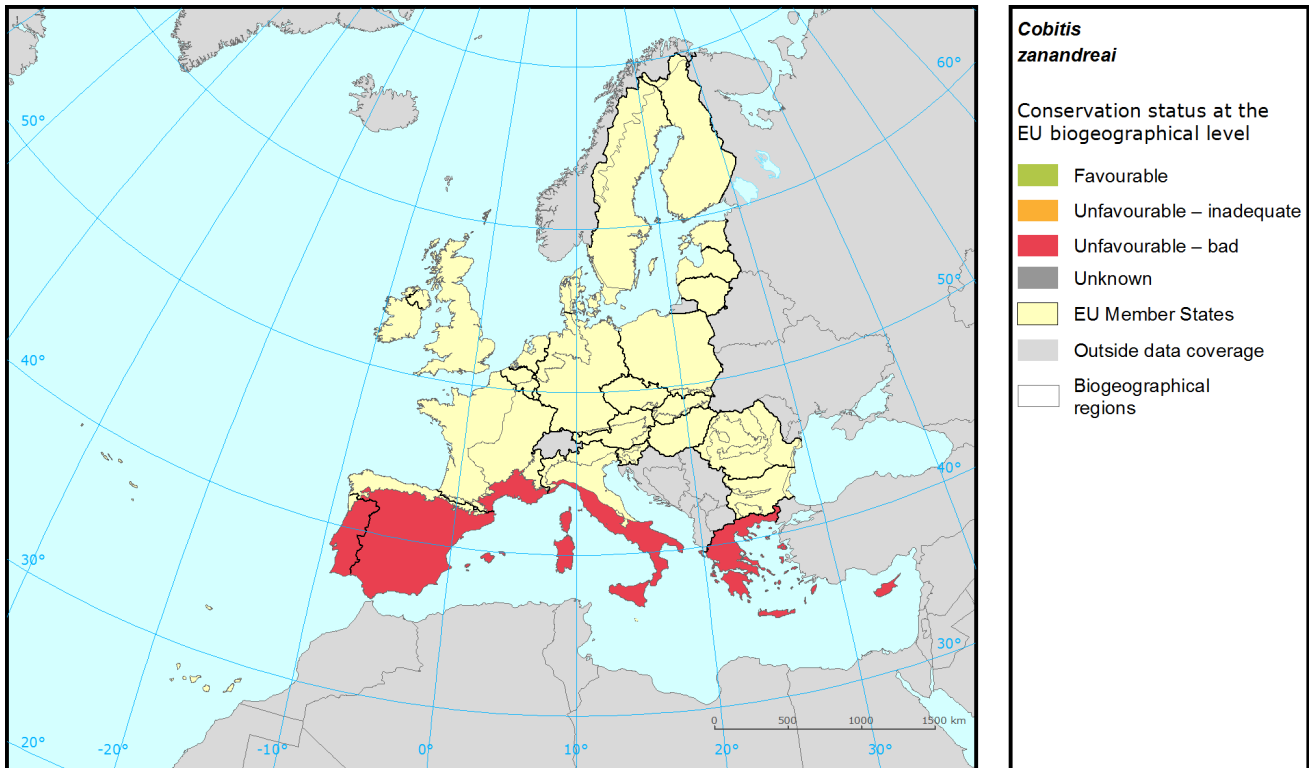 Cobitis
zanandreai
Conservation status at the
EU biogeographical level
Favourable
Unfavourable – inadequate
Unfavourable – bad
Unknown
EU Member States
Outside data coverage
Biogeographical
regions
60°
50°
50°
40°
40°
30°
30°
20°
-20°
-10°
0°
10°
20°
30°
0
500
1000
1500 km